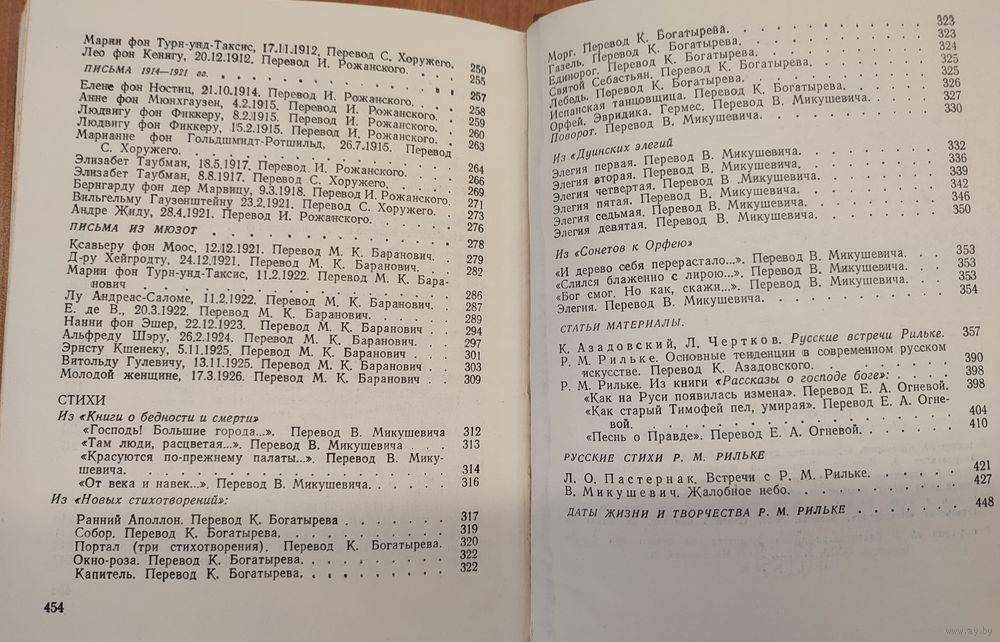 Марии фон Турн-унд-Таксис, 17.11.1912, Перевод С. Хоружего. 250
Лео фон Кенигу, 20.12.1912. Перевод И. Рожанского. . . 255
ПИСЬМА 1914—1921 гг. . . . . . . . . . 257
Елене фон Ностиц, 21.10.1914. Перевод И. Рожанского. . . . 258
Анне фон Мюнхгаузен, 4.2.1915. Перевод И. Рожанского. . 259
Людвигу фон Фиккеру, 8.2.1915. Перевод И. Рожанского. . 260
Людвигу фон Фиккеру, 15.2.1915. Перевод И. Рожанского. . 263
Марианне фон Гольдшмидт-Ротшильд, 26.7.1915. Перевод
С. Хоружего. . . . . . . . . . 264
Элизабет Таубман, 18.5.1917. Перевод И. Рожанского. . . . 266
Элизабет Таубман, 8.8.1917. Перевод С. Хоружего. . . . 269
Бернгарду фон дер Марвицу, 9.3.1918. Перевод И. Рожанского. 271
Вильгельму Гаузенштейну 23.2.1921. Перевод С. Хоружего. . 273
Андре Жиду, 28.4.1921. Перевод И. Рожанского. . . . 276
ПИСЬМА ИЗ МЮЗОТ . . . . . . . . . . 278
Ксавьеру фон Моос, 12.12.1921. Перевод М. К. Баранович. . 279
Д-ру Хейгродту, 24.12.1921. Перевод М. К. Баранович. . . 282
Марии фон Турн-унд-Таксис, 11.2.1922. Перевод М. К. Бара-
нович . . . . . . . . . . 286
Лу Андреас-Саломе, 11.2.1922. Перевод М. К. Баранович. . 287
Е. де В., 20.3.1922. Перевод М. К. Баранович. . . . 289
Нанни фон Эшер, 22.12.1923. Перевод М. К. Баранович . . 294
Альфреду Шэру, 26.2.1924. Перевод М. К. Баранович. . . 297
Эрнсту Кшенеку, 5.11.1925. Перевод М. К. Баранович . . . 301
Витольду Гулевичу, 13.11.1925. Перевод М. К. Баранович . . 303
Молодой женщине, 17.3.1926. Перевод М. К. Баранович . . 309
СТИХИ
Из «Книги о бедности и смерти»
«Господь! Большие города...». Перевод В. Микушевича 312
«Там люди, расцветая...». Перевод В. Микушевича 313
«Красуются по-прежнему палаты...». Перевод В. Мику-
шевича. . . . . . . . . . 314
«От века и навек...». Перевод В. Микушевича. . . . . . 316
Из «Новых стихотворений»:
Ранний Аполлон. Перевод К. Богатырева . . . . . . . 317
Собор. Перевод К. Богатырева. . . . . . . . . 319
Портал (три стихотворения). Перевод К. Богатырева. 320
Окно-роза. Перевод К. Богатырева. . . . . . . . 322
Капитель. Перевод К. Богатырева. . . . . . . . 322
454
Морг. Перевод К. Богатырева. . . . . . . . . 323
Газель. Перевод К. Богатырева. . . . . . . . 323
Единорог. Перевод К. Богатырева, . . . . . . . 324
Святой Себастьян. Перевод К. Богатырева, . . . . . 325
Лебедь. Перевод К. Богатырева. . . . . . . . 325
Испанская танцовщица. Перевод К. Богатырева. . . . . 326
Орфей. Эвридика. Гермес. Перевод В. Микушевича. . . . 327
Поворот. Перевод В. Микушевича. . . . . . . . 330
Из «Дуинских элегий
Элегия первая. Перевод В. Микушевича. . . . . . . 332
Элегия вторая. Перевод В. Микушевича, . . . . . . 336
Элегия четвертая. Перевод В .Микушевича. . . . . . 339
Элегия пятая. Перевод В. Микушевича. . . . . . . 342
Элегия седьмая. Перевод В. Микушевича. . . . . . . 346
Элегия девятая. Перевод В. Микушевича. . . . . . . 350
Из «Сонетов к Орфею»
«И дерево себя перерастало...». Перевод В. Микушевича. . . 353
«Слился блаженно с лирою...». Перевод В. Микушевича. . . 353
«Бог смог. Но как, скажи...». Перевод В. Микушевича. . . . 353
Элегия. Перевод В. Микушевича. . . . . . . . . 354
СТАТЬИ МАТЕРИАЛЫ.
К. Азадовский, Л. Чертков. Русские встречи Рильке. 357
Р. М. Рильке. Основные тенденции в современном русском
искусстве. Перевод К. Азадовского. . . . . . . . 390
Р. М. Рильке. Из книги «Рассказы о господе боге»: . . . . 398
«Как на Руси появилась измена». Перевод Е. А. Огневой. 398
«Как старый Тимофей пел, умирая». Перевод Е. А. Огне-
вой. . . . . . . . . . . 404
«Песнь о Правде». Перевод Е. А. Огневой. . . . . . . 410
РУССКИЕ СТИХИ Р. М. РИЛЬКЕ
Л. О. Пастернак, Встречи с Р. М. Рильке. . . . . . . 421
В. Микушевич. Жалобное небо. . . . . . . . . . 427
ДАТЫ ЖИЗНИ И ТВОРЧЕСТВА Р. М. РИЛЬКЕ . . . . . . . 448
www.ay.by